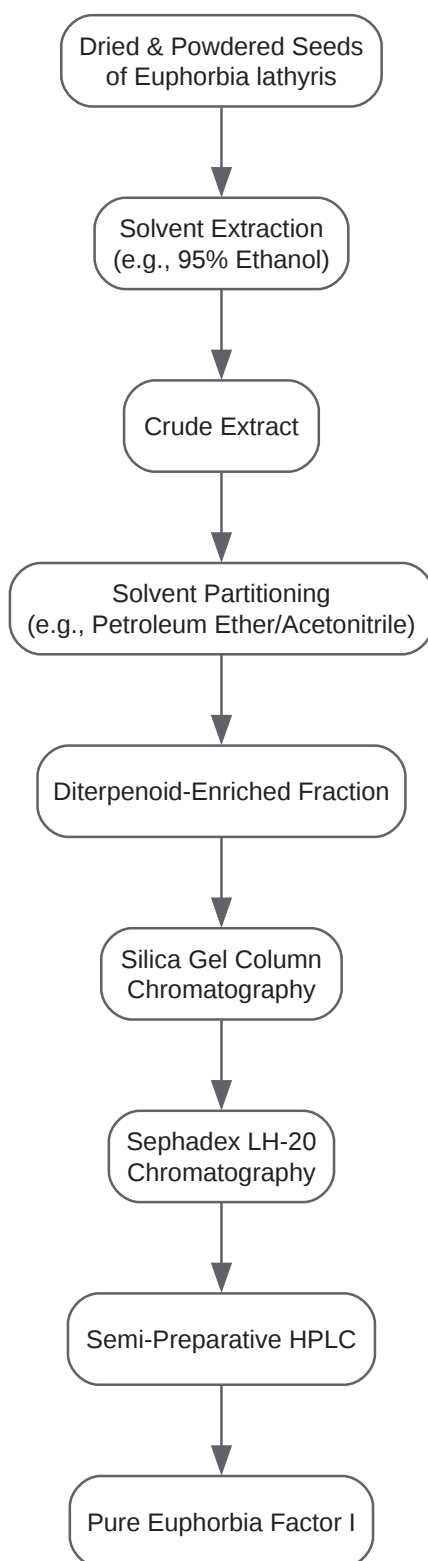 Dried & Powdered Seeds
of Euphorbia lathyris
Solvent Extraction
(e.g., 95% Ethanol)
Crude Extract
Solvent Partitioning
(e.g., Petroleum Ether/Acetonitrile)
Diterpenoid-Enriched Fraction
Silica Gel Column
Chromatography
Sephadex LH-20
Chromatography
Semi-Preparative HPLC
Pure Euphorbia Factor I